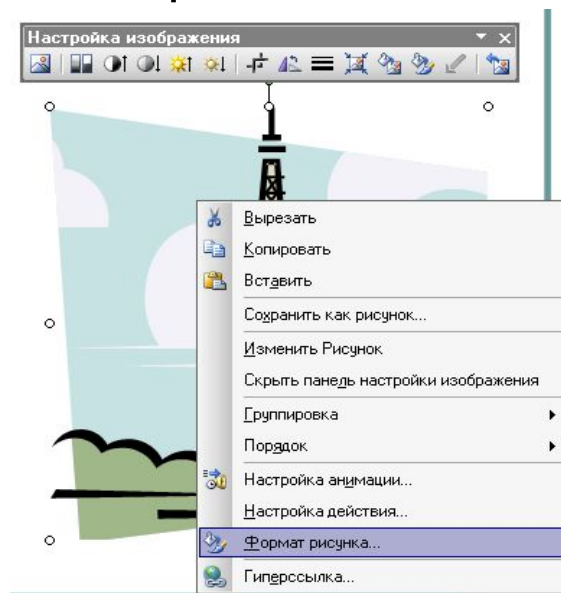 Настройка изображения
Вырезать
Копировать
Вставить
Сохранить как рисунок...
Изменить Рисунок
Скрыть панель настройки изображения
Группировка
Порядок
Настройка анимации...
Настройка действия...
Формат рисунка...
Гиперссылка...